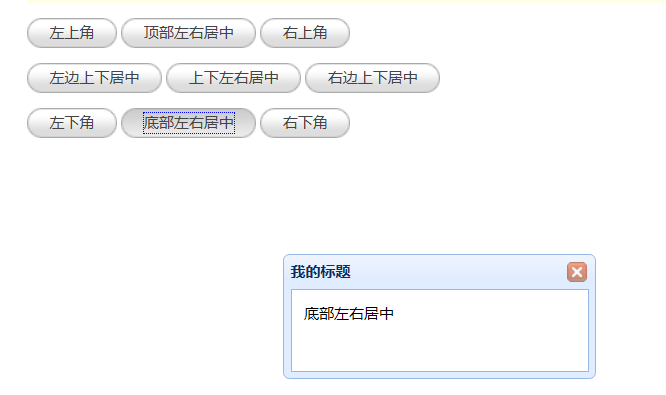 左上角 顶部左右居中 右上角
左边上下居中 上下左右居中 右边上下居中
左下角 底部左右居中 右下角
我的标题
底部左右居中